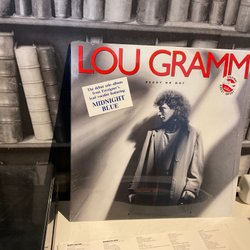 LOU GRAMM
READY OR NOT
The debut solo album
from Foreigner's
lead vocalist featuring
MIDNIGHT
BLUE